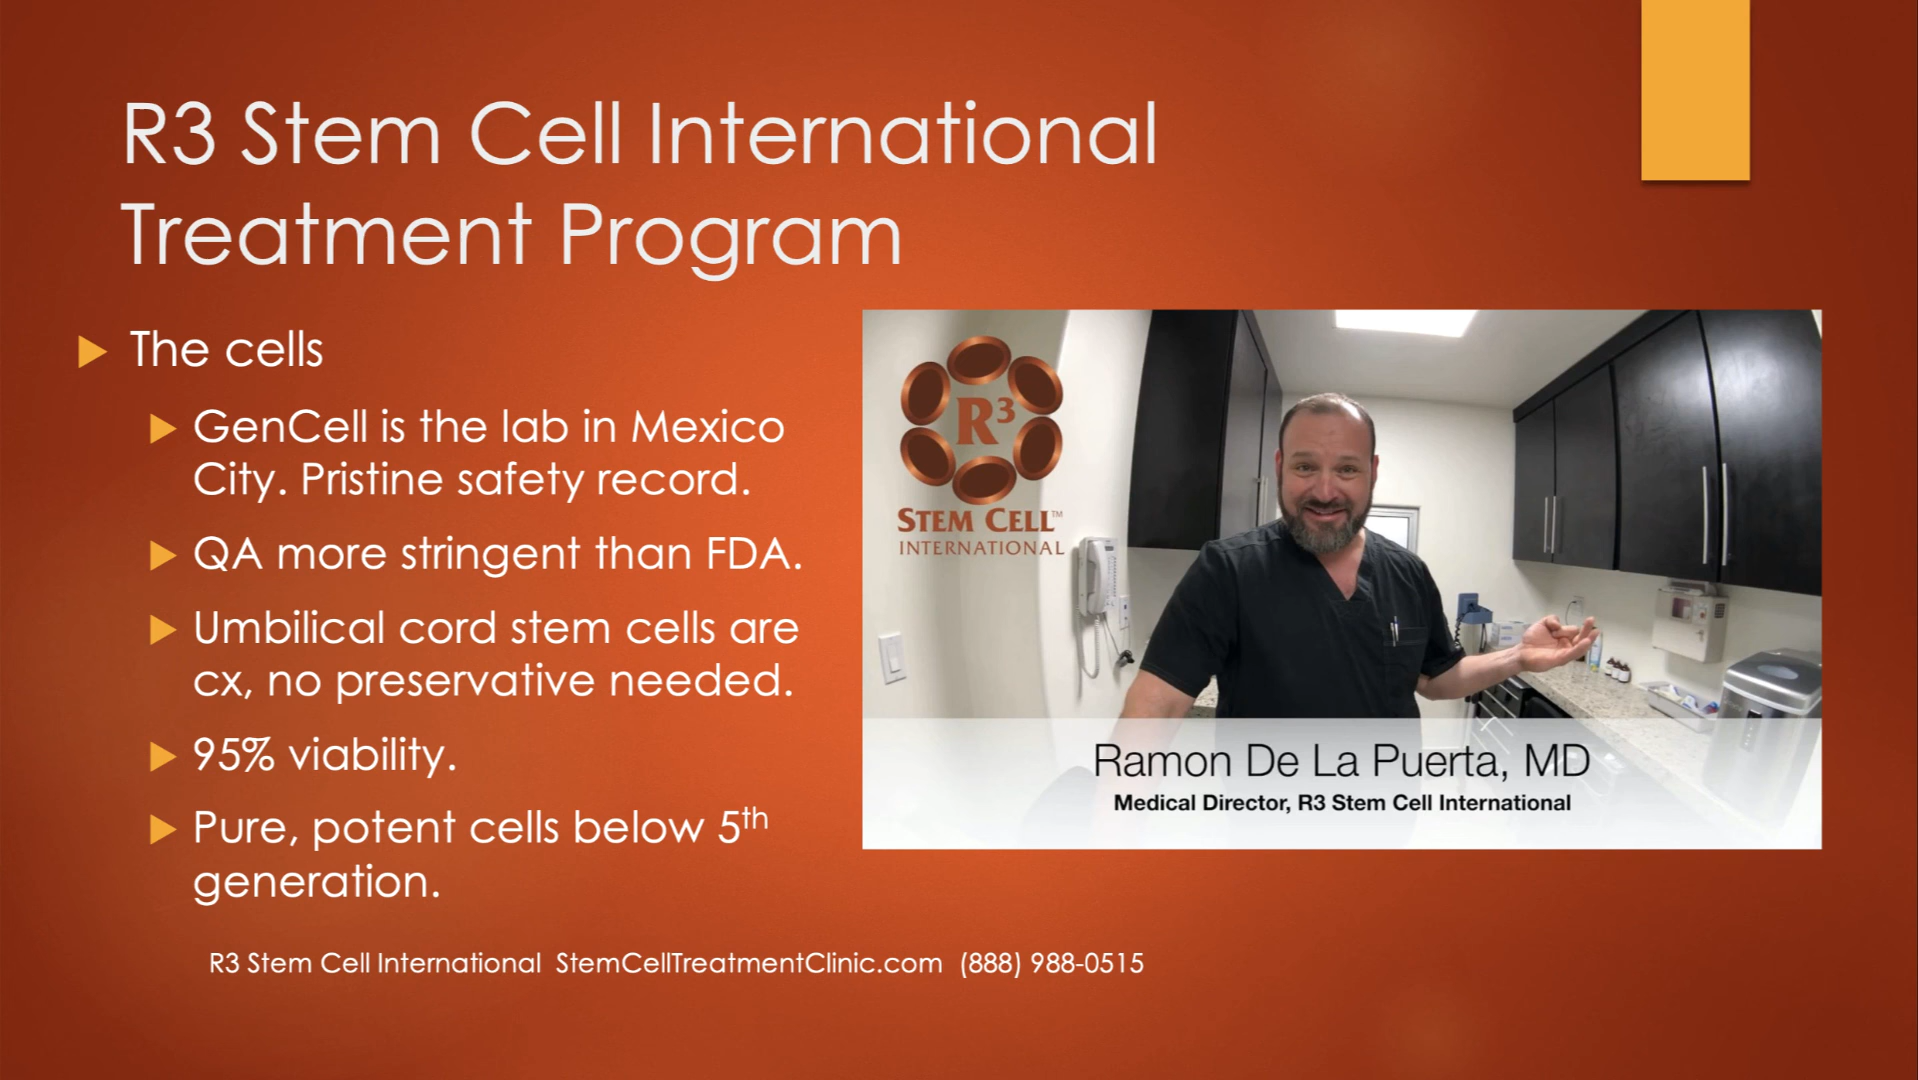 R3 Stem Cell International
Treatment Program
The cells
GenCell is the lab in Mexico
City. Pristine safety record.
QA more stringent than FDA.
Umbilical cord stem cells are
cx, no preservative needed.
95% viability.
Pure, potent cells below 5th
generation.
R3
STEM CELL™
INTERNATIONAL
Ramon De La Puerta, MD
Medical Director, R3 Stem Cell International
R3 Stem Cell International StemCellTreatmentClinic.com (888) 988-0515